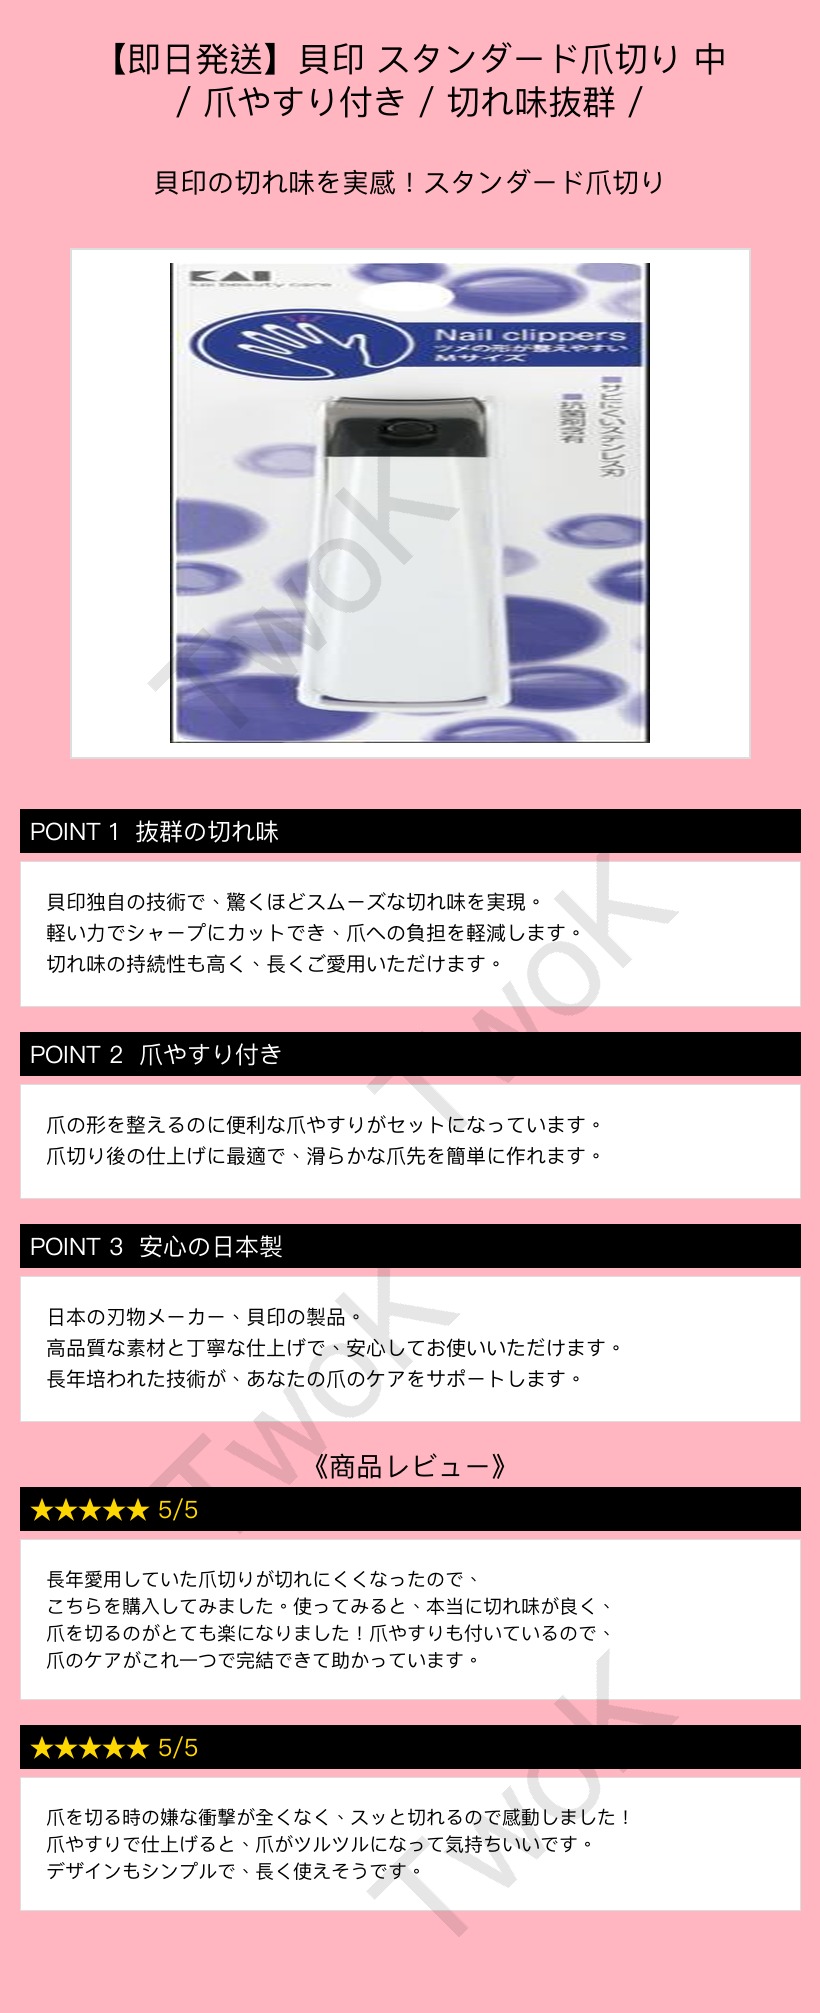 【即日発送】貝印 スタンダード爪切り 中
/ 爪やすり付き / 切れ味抜群 /
貝印の切れ味を実感！スタンダード爪切り
KAI
kai beauty care
Nail clippers
ツメの形が整えやすい
Mサイズ
サビにくいステンレス刃
抗菌剤含有
TwoK
POINT 1 抜群の切れ味
貝印独自の技術で、驚くほどスムーズな切れ味を実現。
軽い力でシャープにカットでき、爪への負担を軽減します。
切れ味の持続性も高く、長くご愛用いただけます。
TwoK
POINT 2 爪やすり付き
爪の形を整えるのに便利な爪やすりがセットになっています。
爪切り後の仕上げに最適で、滑らかな爪先を簡単に作れます。
POINT 3 安心の日本製
日本の刃物メーカー、貝印の製品。
高品質な素材と丁寧な仕上げで、安心してお使いいただけます。
長年培われた技術が、あなたの爪のケアをサポートします。
TwoK
《商品レビュー》
★★★★★ 5/5
長年愛用していた爪切りが切れにくくなったので、
こちらを購入してみました。使ってみると、本当に切れ味が良く、
爪を切るのがとても楽になりました！爪やすりも付いているので、
爪のケアがこれ一つで完結できて助かっています。
★★★★★ 5/5
爪を切る時の嫌な衝撃が全くなく、スッと切れるので感動しました！
爪やすりで仕上げると、爪がツルツルになって気持ちいいです。
デザインもシンプルで、長く使えそうです。
TwoK